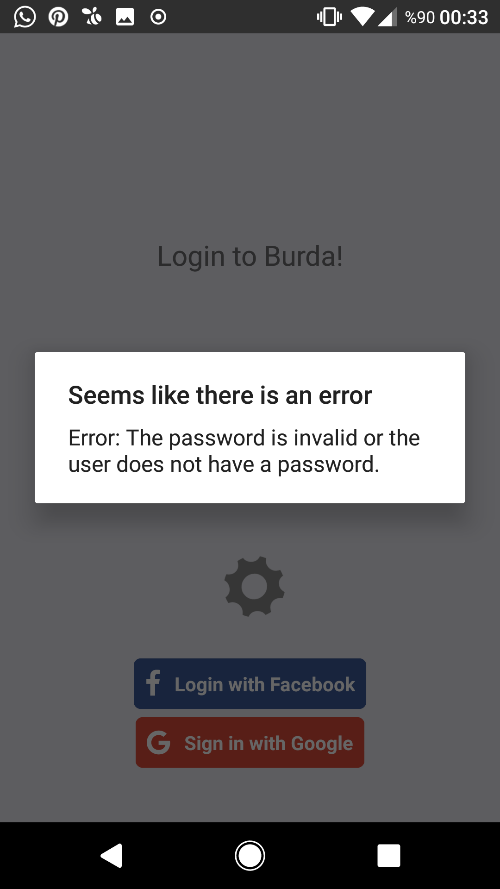 %90 00:33
Login to Burda!
Seems like there is an error
Error: The password is invalid or the
user does not have a password.
f Login with Facebook
G Sign in with Google